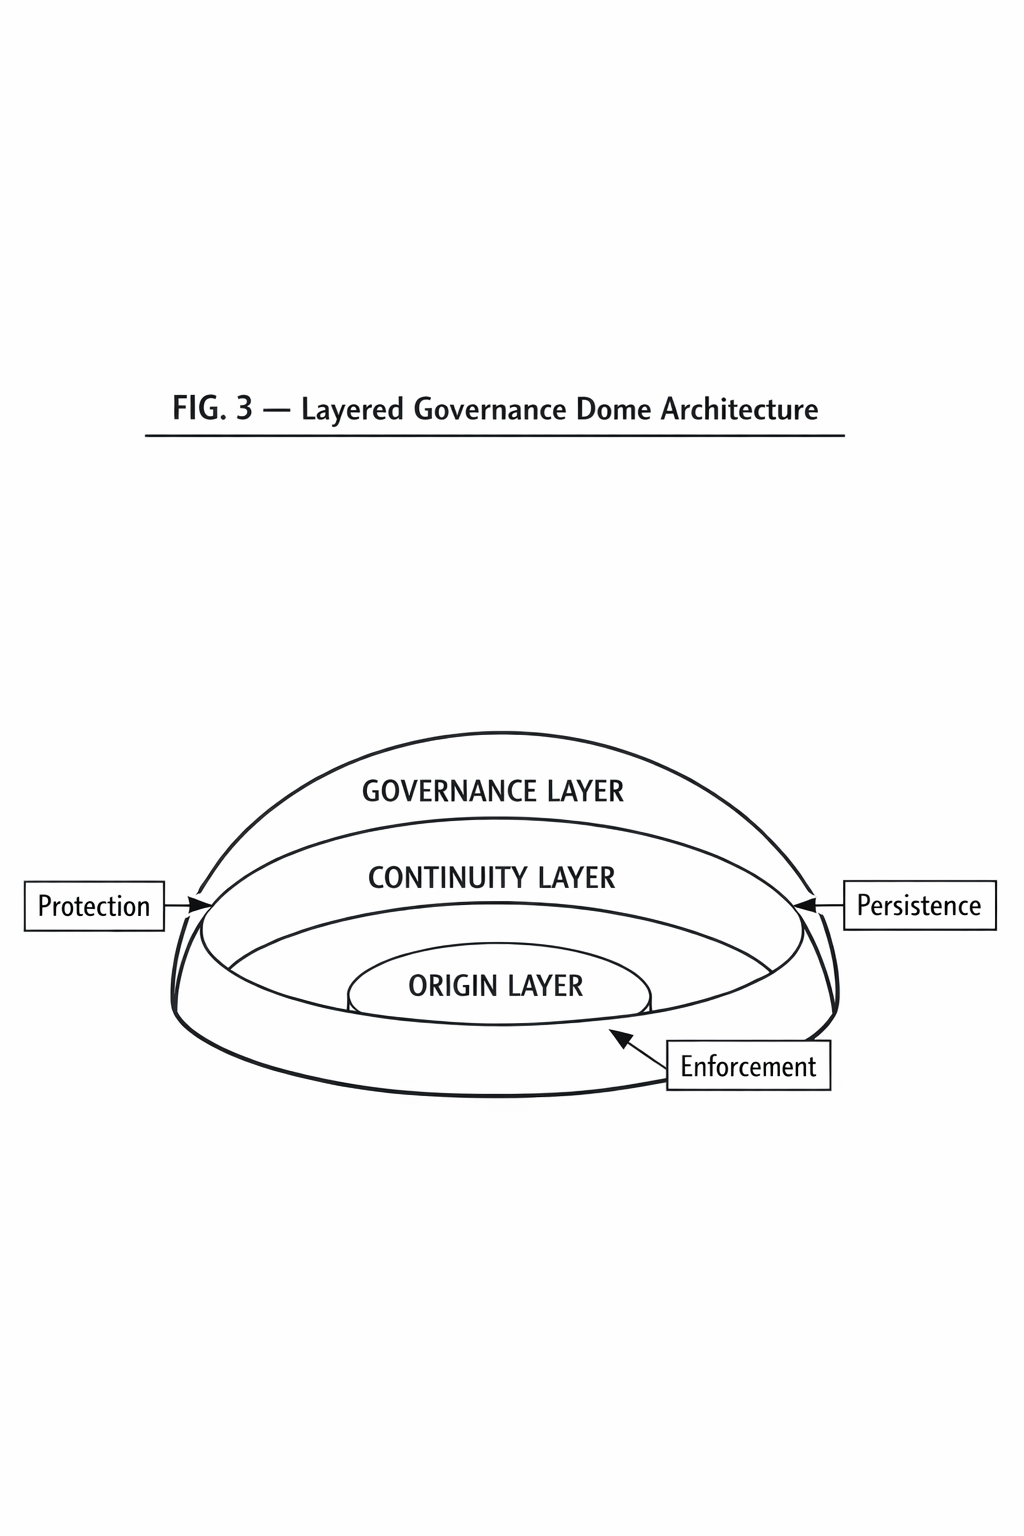 FIG. 3 — Layered Governance Dome Architecture
GOVERNANCE LAYER
CONTINUITY LAYER
Protection
Persistence
ORIGIN LAYER
Enforcement